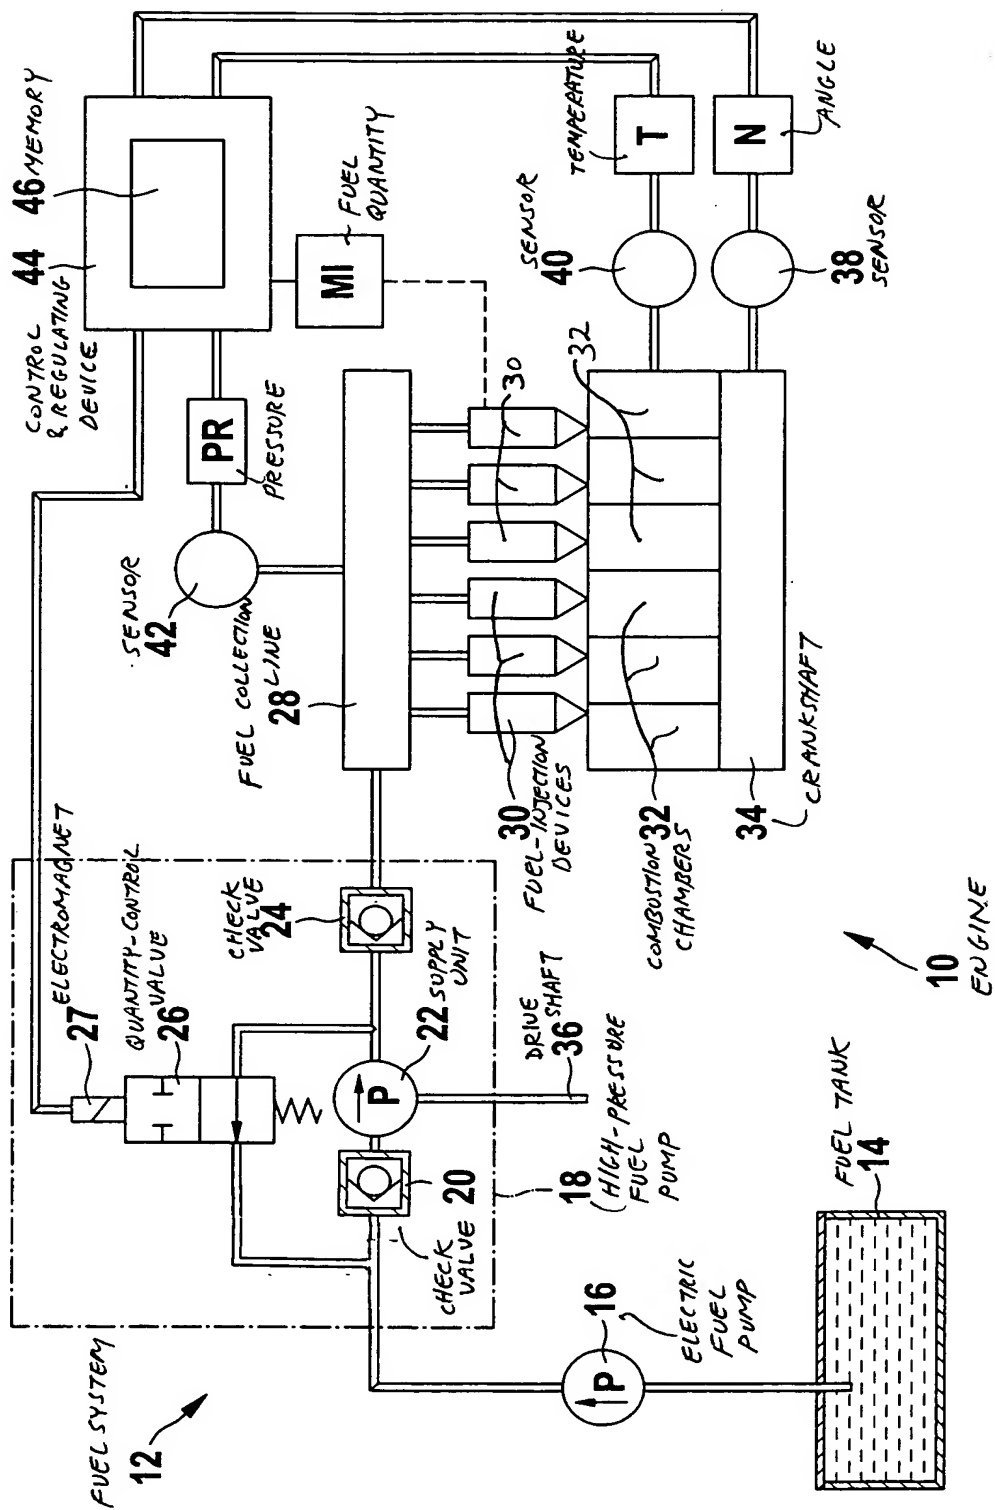 46 MEMORY
44
CONTROL
& REGULATING
DEVICE
MI
~ FUEL
QUANTITY
TEMPERATURE
T
N
ANGLE
SENSOR
40
38
SENSOR
PR
PRESSURE
SENSOR
42
FUEL COLLECTION
LINE
28
30
32
30
FUEL-INJECTION
DEVICES
32
COMBUSTION
CHAMBERS
34
CRANKSHAFT
27 ELECTROMAGNET
QUANTITY-CONTROL
VALVE
26
CHECK
VALVE
24
22 SUPPLY
UNIT
P
DRIVE
SHAFT
36
20
CHECK
VALVE
18
(HIGH-PRESSURE
FUEL
PUMP
10
ENGINE
FUEL SYSTEM
12
P
16
ELECTRIC
FUEL
PUMP
FUEL TANK
14